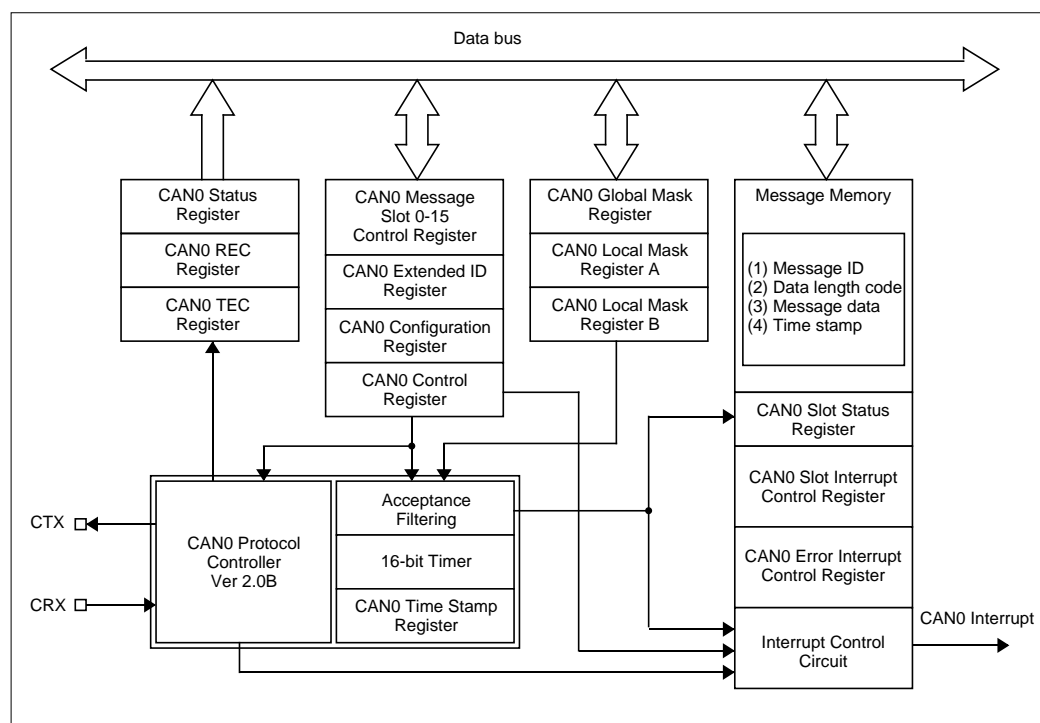 Data bus
CAN0 Status
Register
CAN0 REC
Register
CAN0 TEC
Register
CAN0 Message
Slot 0-15
Control Register
CAN0 Extended ID
Register
CAN0 Configuration
Register
CAN0 Control
Register
CAN0 Global Mask
Register
CAN0 Local Mask
Register A
CAN0 Local Mask
Register B
Message Memory
(1) Message ID
(2) Data length code
(3) Message data
(4) Time stamp
CAN0 Slot Status
Register
CAN0 Slot Interrupt
Control Register
CAN0 Error Interrupt
Control Register
Interrupt Control
Circuit
CAN0 Interrupt
CTX
CRX
CAN0 Protocol
Controller
Ver 2.0B
Acceptance
Filtering
16-bit Timer
CAN0 Time Stamp
Register